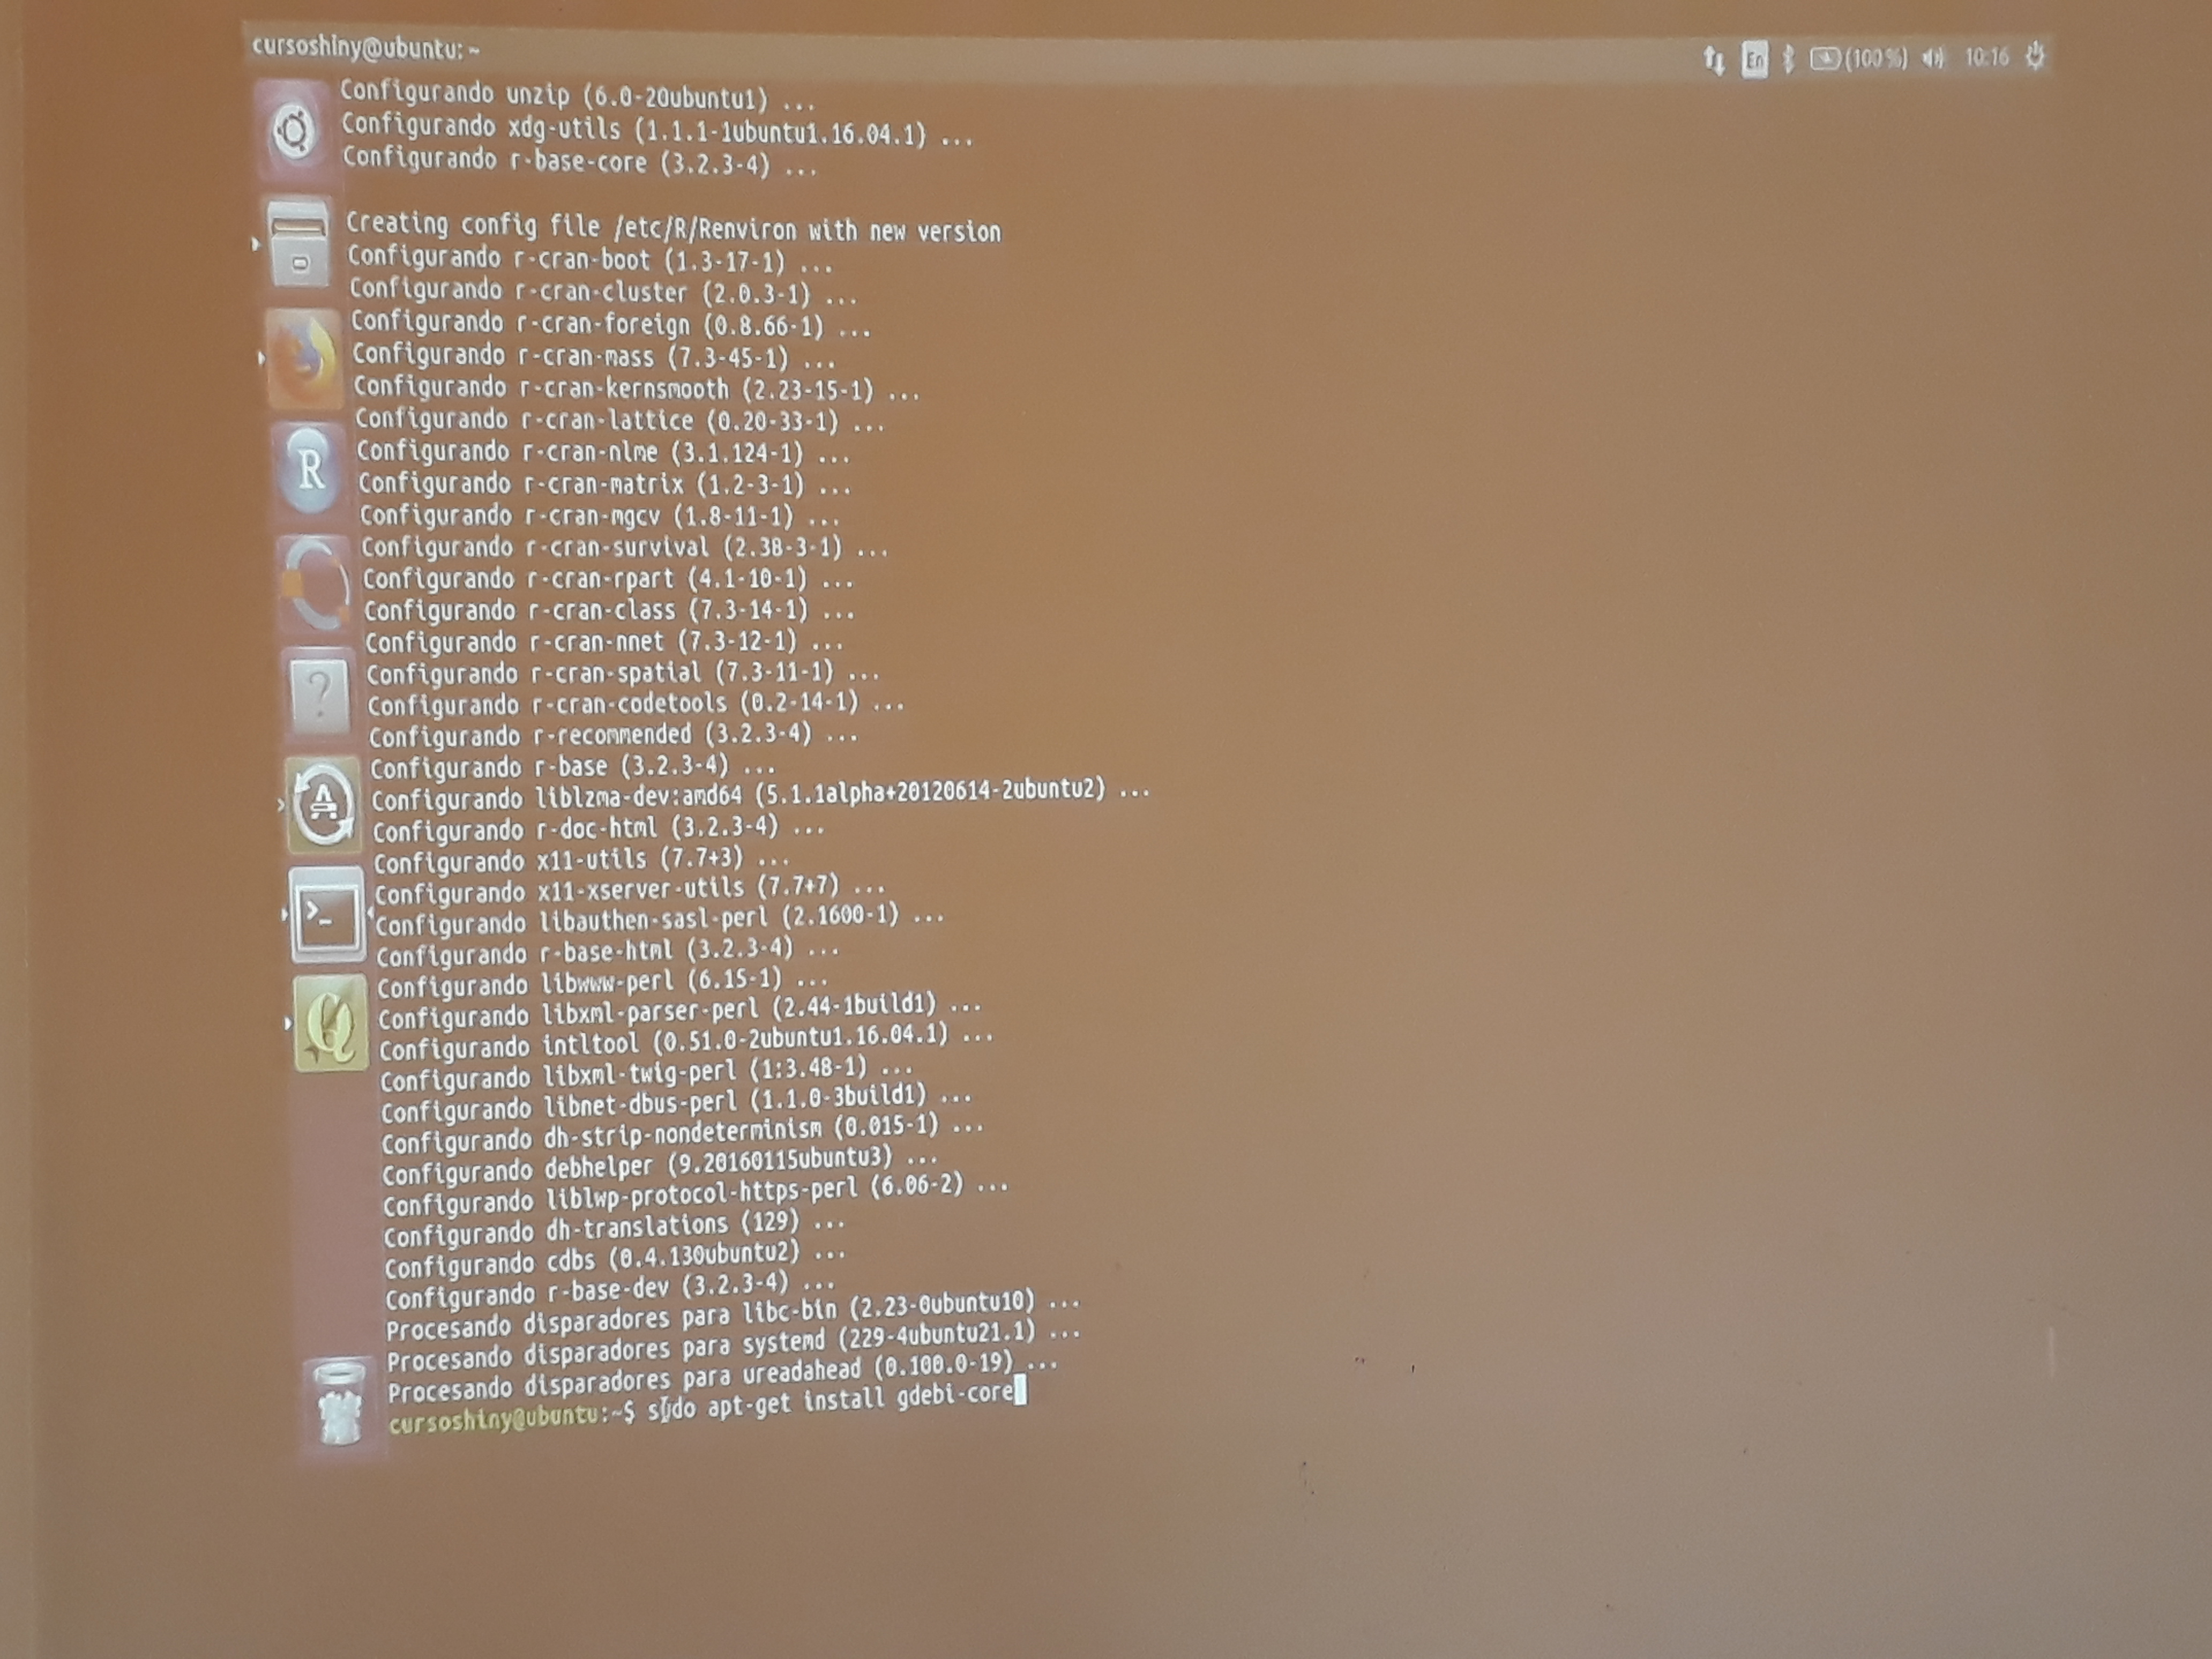 cursoshiny@ubuntu: ~
En (100%) 10:16
Configurando unzip (6.0-20ubuntu1) ...
Configurando xdg-utils (1.1.1-1ubuntu1.16.04.1) ...
Configurando r-base-core (3.2.3-4) ...
Creating config file /etc/R/Renviron with new version
Configurando r-cran-boot (1.3-17-1) ...
Configurando r-cran-cluster (2.0.3-1) ...
Configurando r-cran-foreign (0.8.66-1) ...
Configurando r-cran-mass (7.3-45-1) ...
Configurando r-cran-kernsmooth (2.23-15-1) ...
Configurando r-cran-lattice (0.20-33-1) ...
Configurando r-cran-nlme (3.1.124-1) ...
Configurando r-cran-matrix (1.2-3-1) ...
Configurando r-cran-mgcv (1.8-11-1) ...
Configurando r-cran-survival (2.38-3-1) ...
Configurando r-cran-rpart (4.1-10-1) ...
Configurando r-cran-class (7.3-14-1) ...
Configurando r-cran-nnet (7.3-12-1) ...
Configurando r-cran-spatial (7.3-11-1) ...
Configurando r-cran-codetools (0.2-14-1) ...
Configurando r-recommended (3.2.3-4) ...
Configurando r-base (3.2.3-4) ...
Configurando liblzma-dev:amd64 (5.1.1alpha+20120614-2ubuntu2) ...
Configurando r-doc-html (3.2.3-4) ...
Configurando x11-utils (7.7+3) ...
Configurando x11-xserver-utils (7.7+7) ...
Configurando libauthen-sasl-perl (2.1600-1) ...
Configurando r-base-html (3.2.3-4) ...
Configurando libwww-perl (6.15-1) ...
Configurando libxml-parser-perl (2.44-1build1) ...
Configurando intltool (0.51.0-2ubuntu1.16.04.1) ...
Configurando libxml-twig-perl (1:3.48-1) ...
Configurando libnet-dbus-perl (1.1.0-3build1) ...
Configurando dh-strip-nondeterminism (0.015-1) ...
Configurando debhelper (9.20160115ubuntu3) ...
Configurando liblwp-protocol-https-perl (6.06-2) ...
Configurando dh-translations (129) ...
Configurando cdbs (0.4.130ubuntu2) ...
Configurando r-base-dev (3.2.3-4) ...
Procesando disparadores para libc-bin (2.23-0ubuntu10) ...
Procesando disparadores para systemd (229-4ubuntu21.1) ...
Procesando disparadores para ureadahead (0.100.0-19) ...
cursoshiny@ubuntu:~$ sudo apt-get install gdebi-core